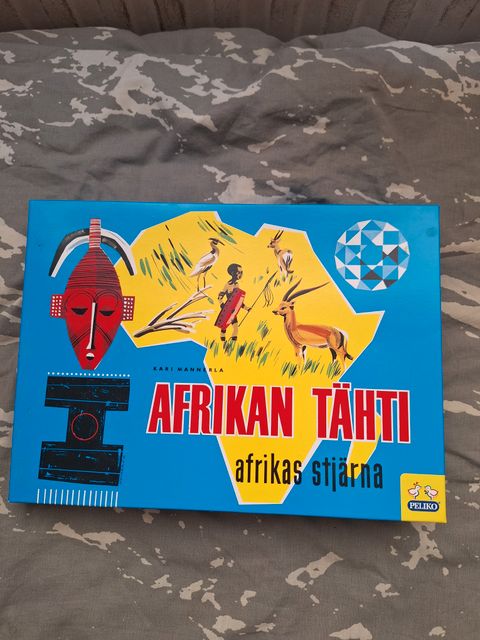 KARI MANNERLA
AFRIKAN TÄHTI
afrikas stjärna
PELIKO